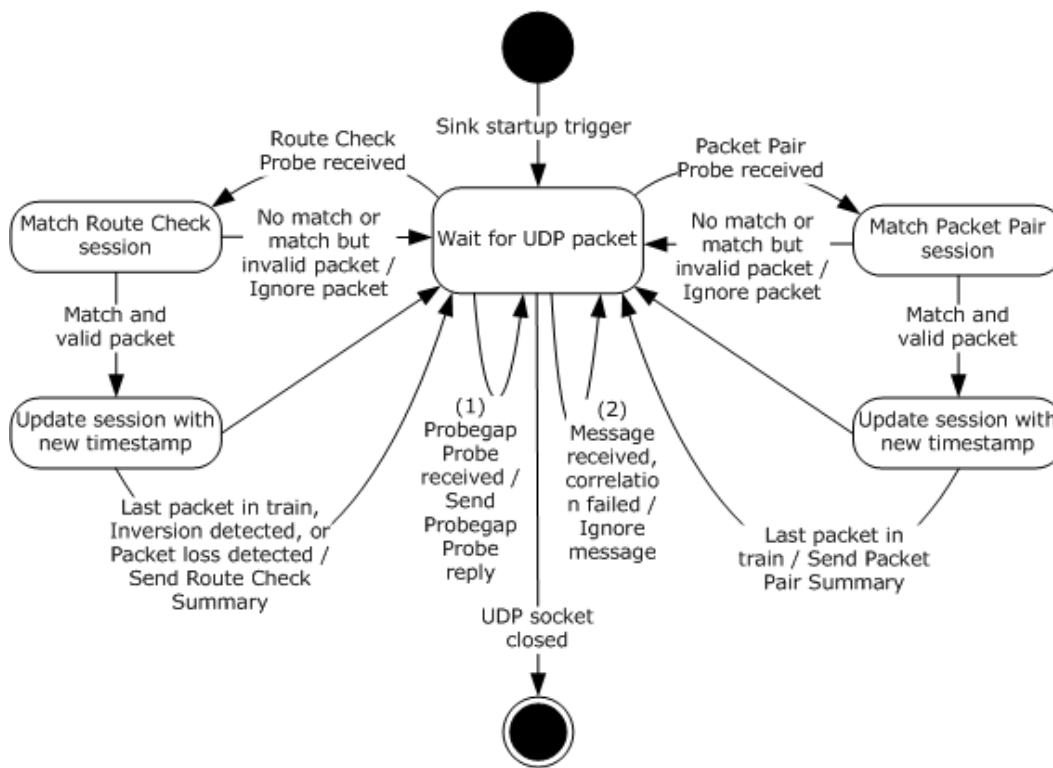 Sink startup trigger
Route Check
Probe received
Packet Pair
Probe received
Match Route Check
session
No match or
match but
invalid packet /
Ignore packet
Wait for UDP packet
No match or
match but
invalid packet /
Ignore packet
Match Packet Pair
session
Match and
valid packet
Match and
valid packet
Update session with
new timestamp
(1)
Probegap
Probe
received /
Send
Probegap
Probe
reply
(2)
Message
received,
correlatio
n failed /
Ignore
message
Update session with
new timestamp
Last packet in train,
Inversion detected, or
Packet loss detected /
Send Route Check
Summary
Last packet in
train / Send Packet
Pair Summary
UDP socket
closed